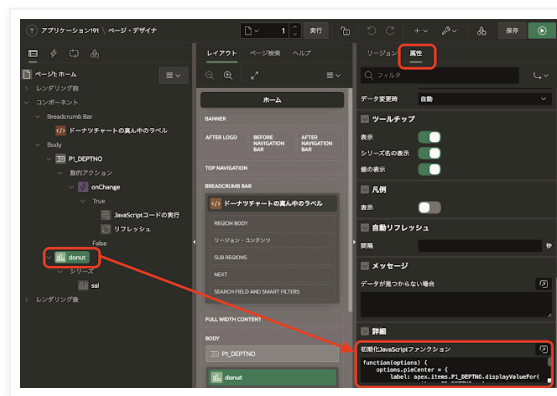 アプリケーション191 \ ページ・デザイナ
1
実行
保存
ページ1: ホーム
レンダリング前
コンポーネント
Breadcrumb Bar
ドーナツチャートの真ん中のラベル
Body
P1_DEPTNO
動的アクション
onChange
True
JavaScriptコードの実行
リフレッシュ
False
donut
シリーズ
sal
レンダリング後
レイアウト
ページ検索
ヘルプ
ホーム
BANNER
AFTER LOGO
BEFORE NAVIGATION BAR
AFTER NAVIGATION BAR
TOP NAVIGATION
BREADCRUMB BAR
ドーナツチャートの真ん中のラベル
REGION BODY
リージョン・コンテンツ
SUB REGIONS
NEXT
SEARCH FIELD AND SMART FILTERS
FULL WIDTH CONTENT
BODY
P1_DEPTNO
donut
リージョン
属性
フィルタ
データ変更時
自動
ツールチップ
表示
シリーズ名の表示
値の表示
凡例
表示
自動リフレッシュ
間隔
秒
メッセージ
データが見つからない場合
詳細
初期化JavaScriptファンクション
function(options) {
options.pieCenter = {
label: apex.items.P1_DEPTNO.displayValueFor(